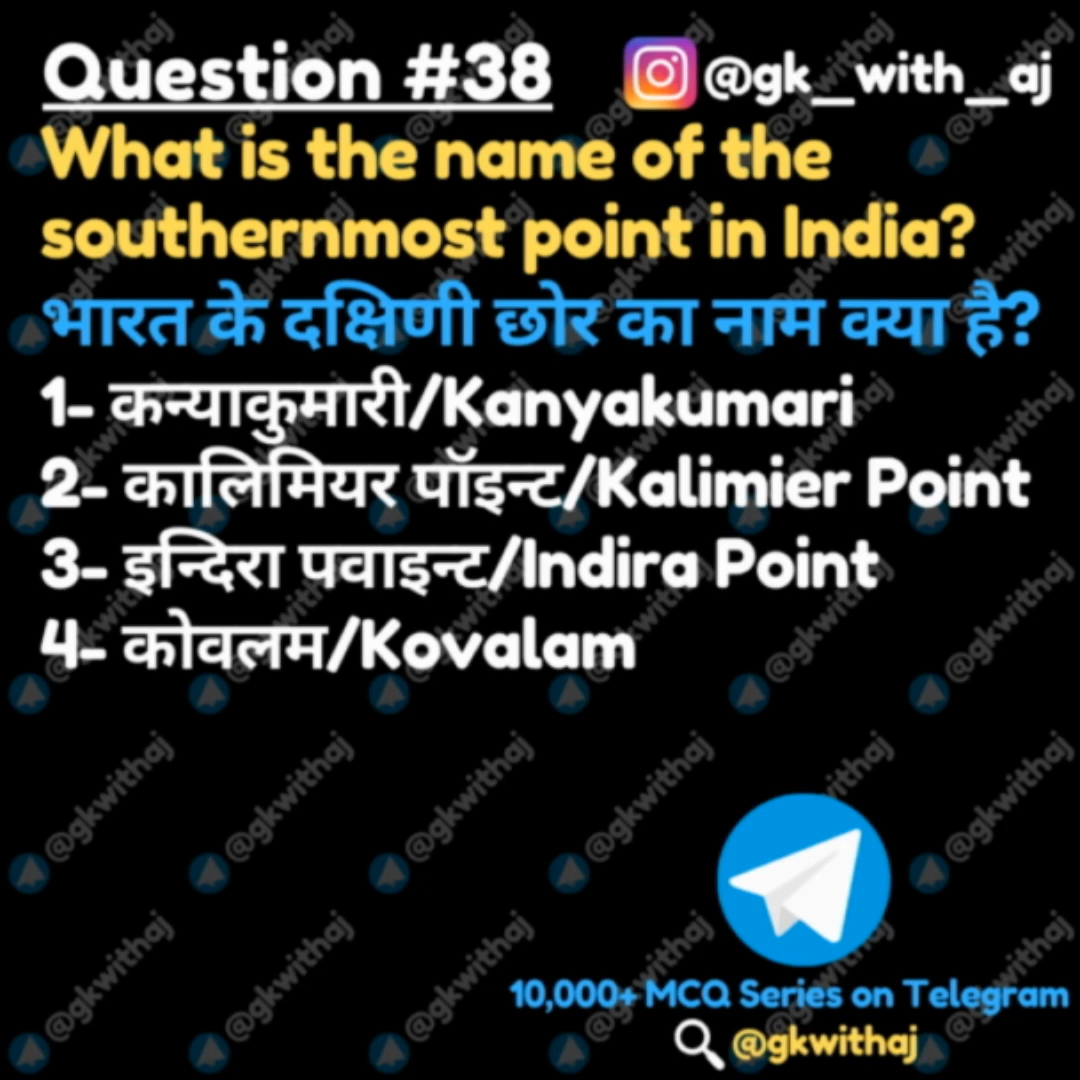 Question #38 @gk_with_aj
What is the name of the
southernmost point in India?
भारत के दक्षिणी छोर का नाम क्या है?
1- कन्याकुमारी/Kanyakumari
2- कालिमियर पॉइन्ट/Kalimier Point
3- इन्दिरा पवाइन्ट/Indira Point
4- कोवलम/Kovalam
10,000+ MCQ Series on Telegram
@gkwithaj